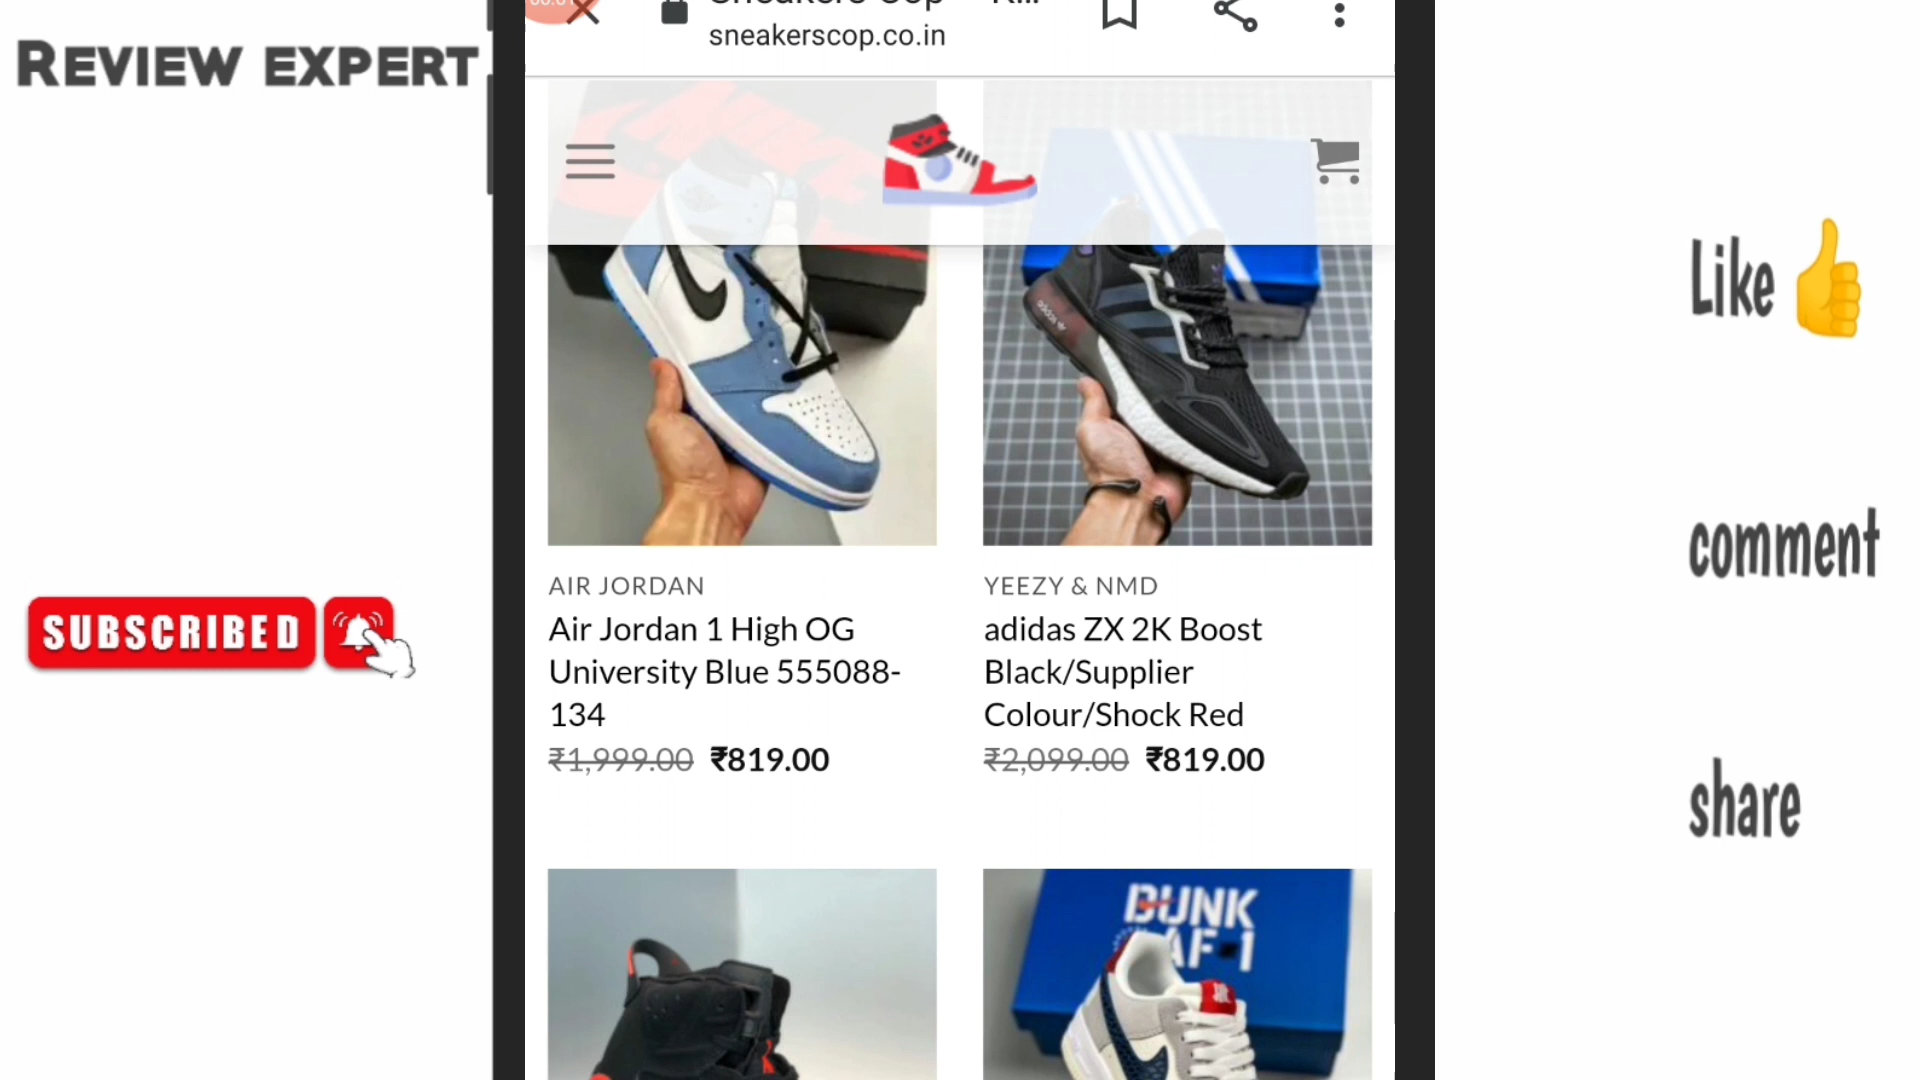 REVIEW EXPERT
sneakerscop.co.in
Like
adidas
AIR JORDAN
Air Jordan 1 High OG
University Blue 555088-
134
₹1,999.00 ₹819.00
YEEZY & NMD
adidas ZX 2K Boost
Black/Supplier
Colour/Shock Red
₹2,099.00 ₹819.00
SUBSCRIBED
comment
share
DUNK
AF-1